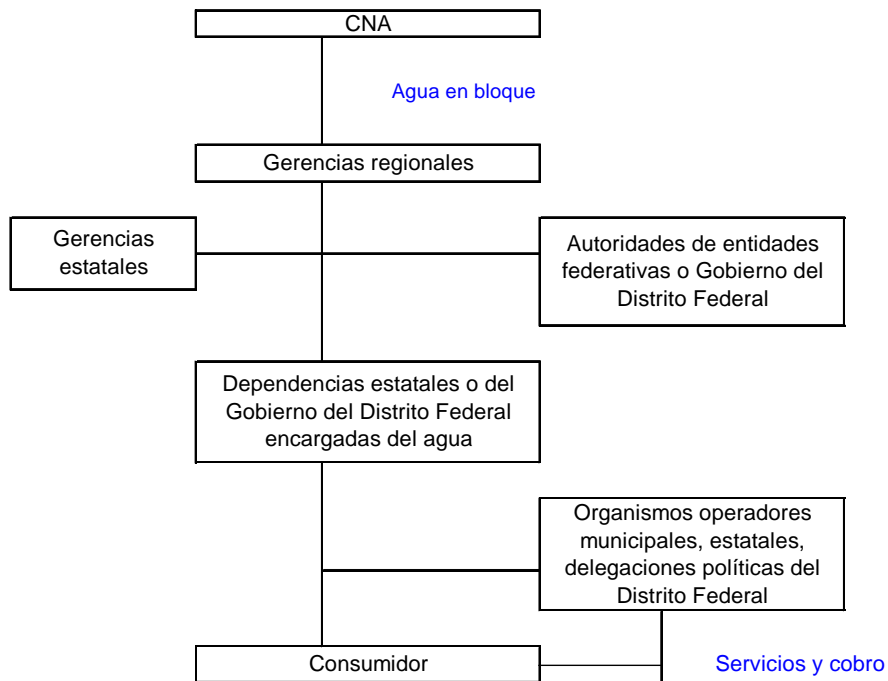 CNA
Agua en bloque
Gerencias regionales
Gerencias
estatales
Autoridades de entidades
federativas o Gobierno del
Distrito Federal
Dependencias estatales o del
Gobierno del Distrito Federal
encargadas del agua
Organismos operadores
municipales, estatales,
delegaciones políticas del
Distrito Federal
Consumidor
Servicios y cobro